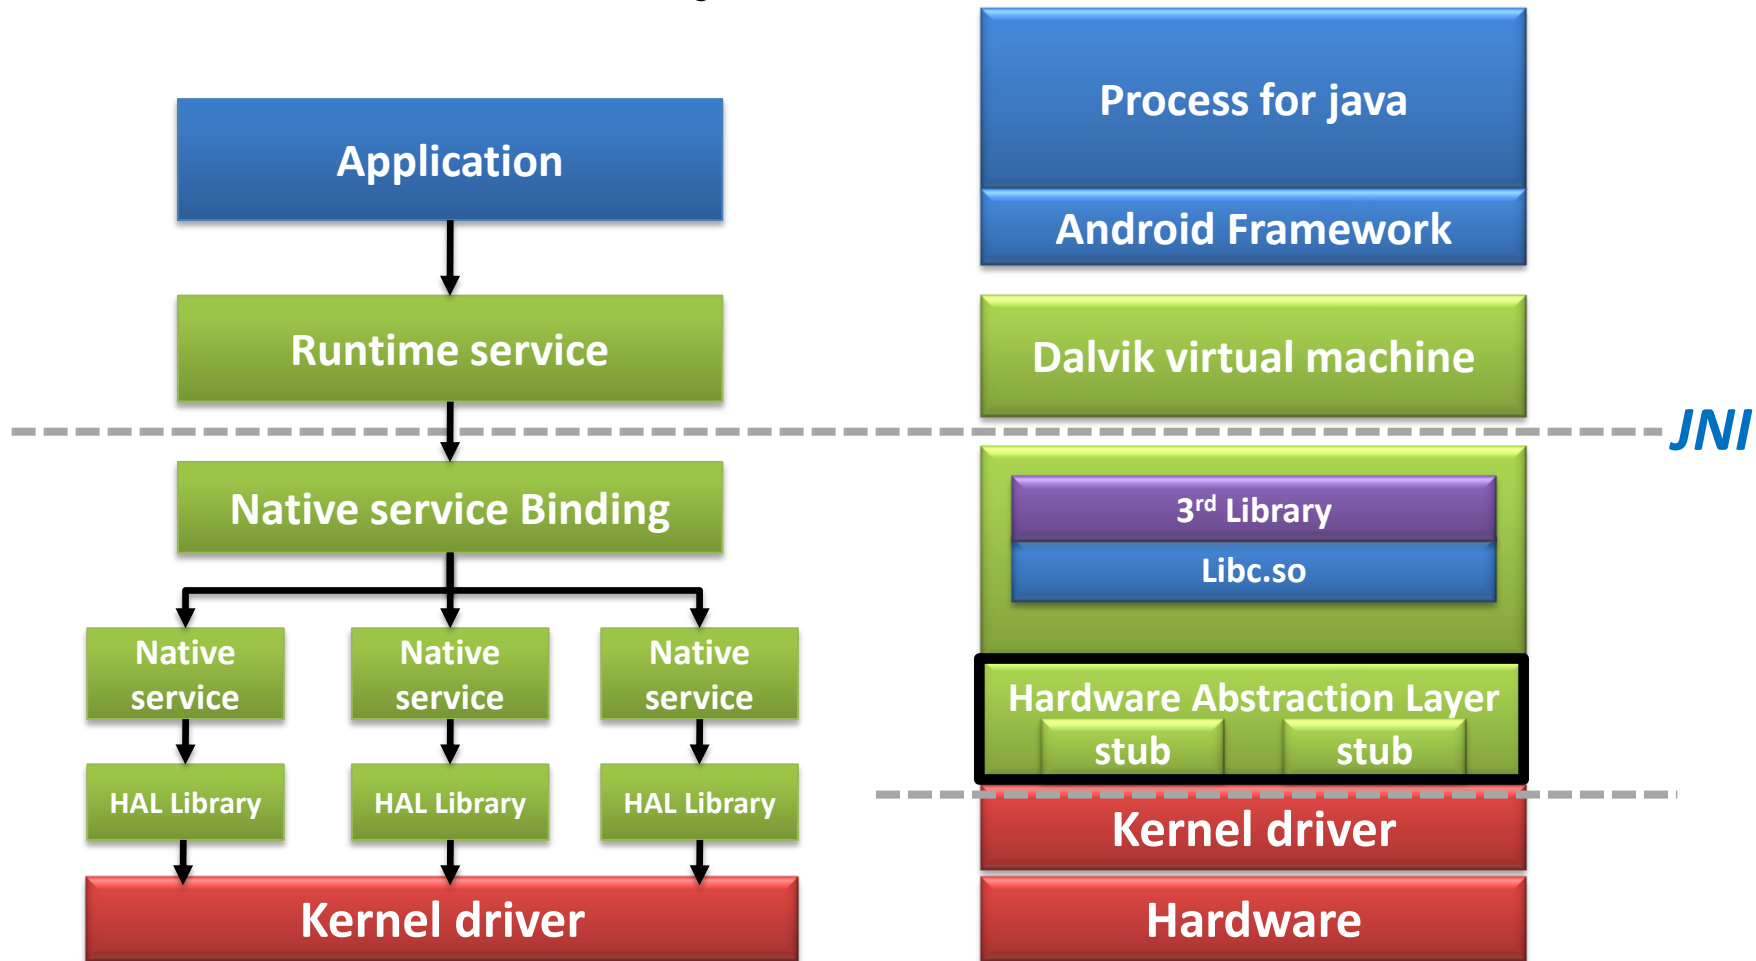 Application
Runtime service
Native service Binding
Native
service
Native
service
Native
service
HAL Library
HAL Library
HAL Library
Kernel driver
Process for java
Android Framework
Dalvik virtual machine
JNI
3rd Library
Libc.so
Hardware Abstraction Layer
stub
stub
Kernel driver
Hardware